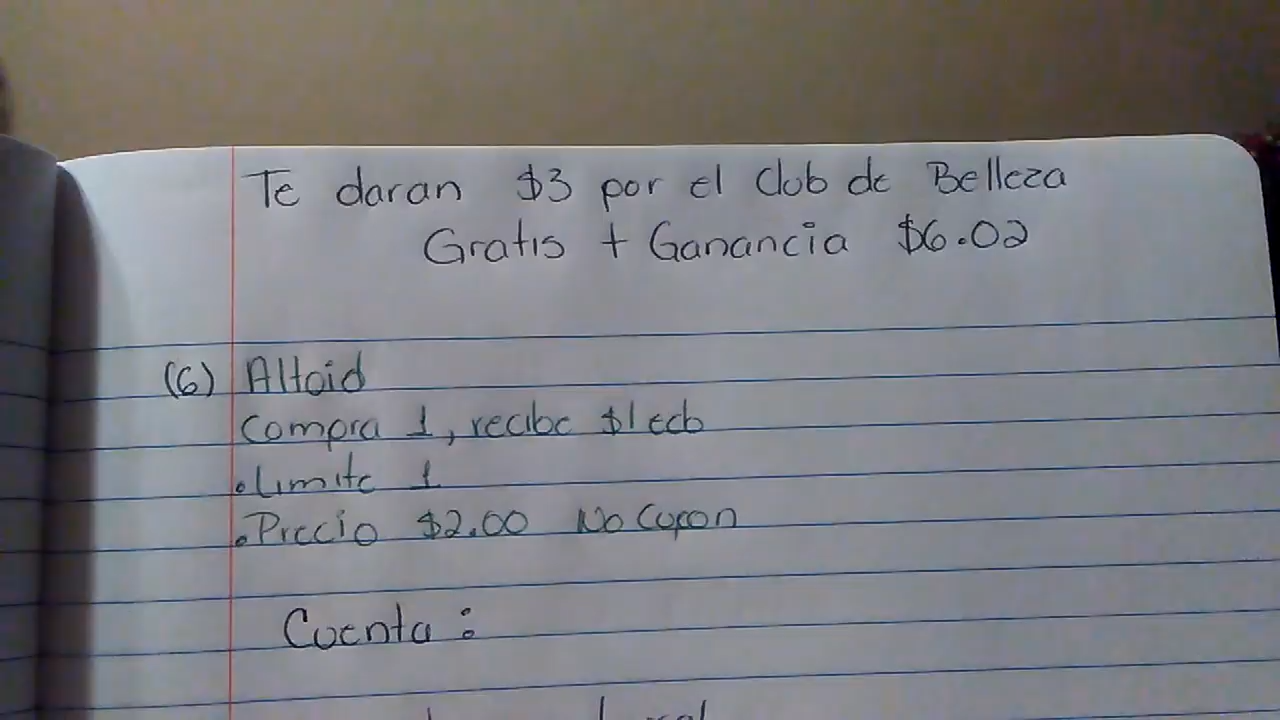 Te daran $3 por el Club de Belleza
Gratis + Ganancia $6.02
(6) Altoid
Compra 1, recibe $1 ecb
• Limite 1
• Precio $2.00 No Cupon
Cuenta :